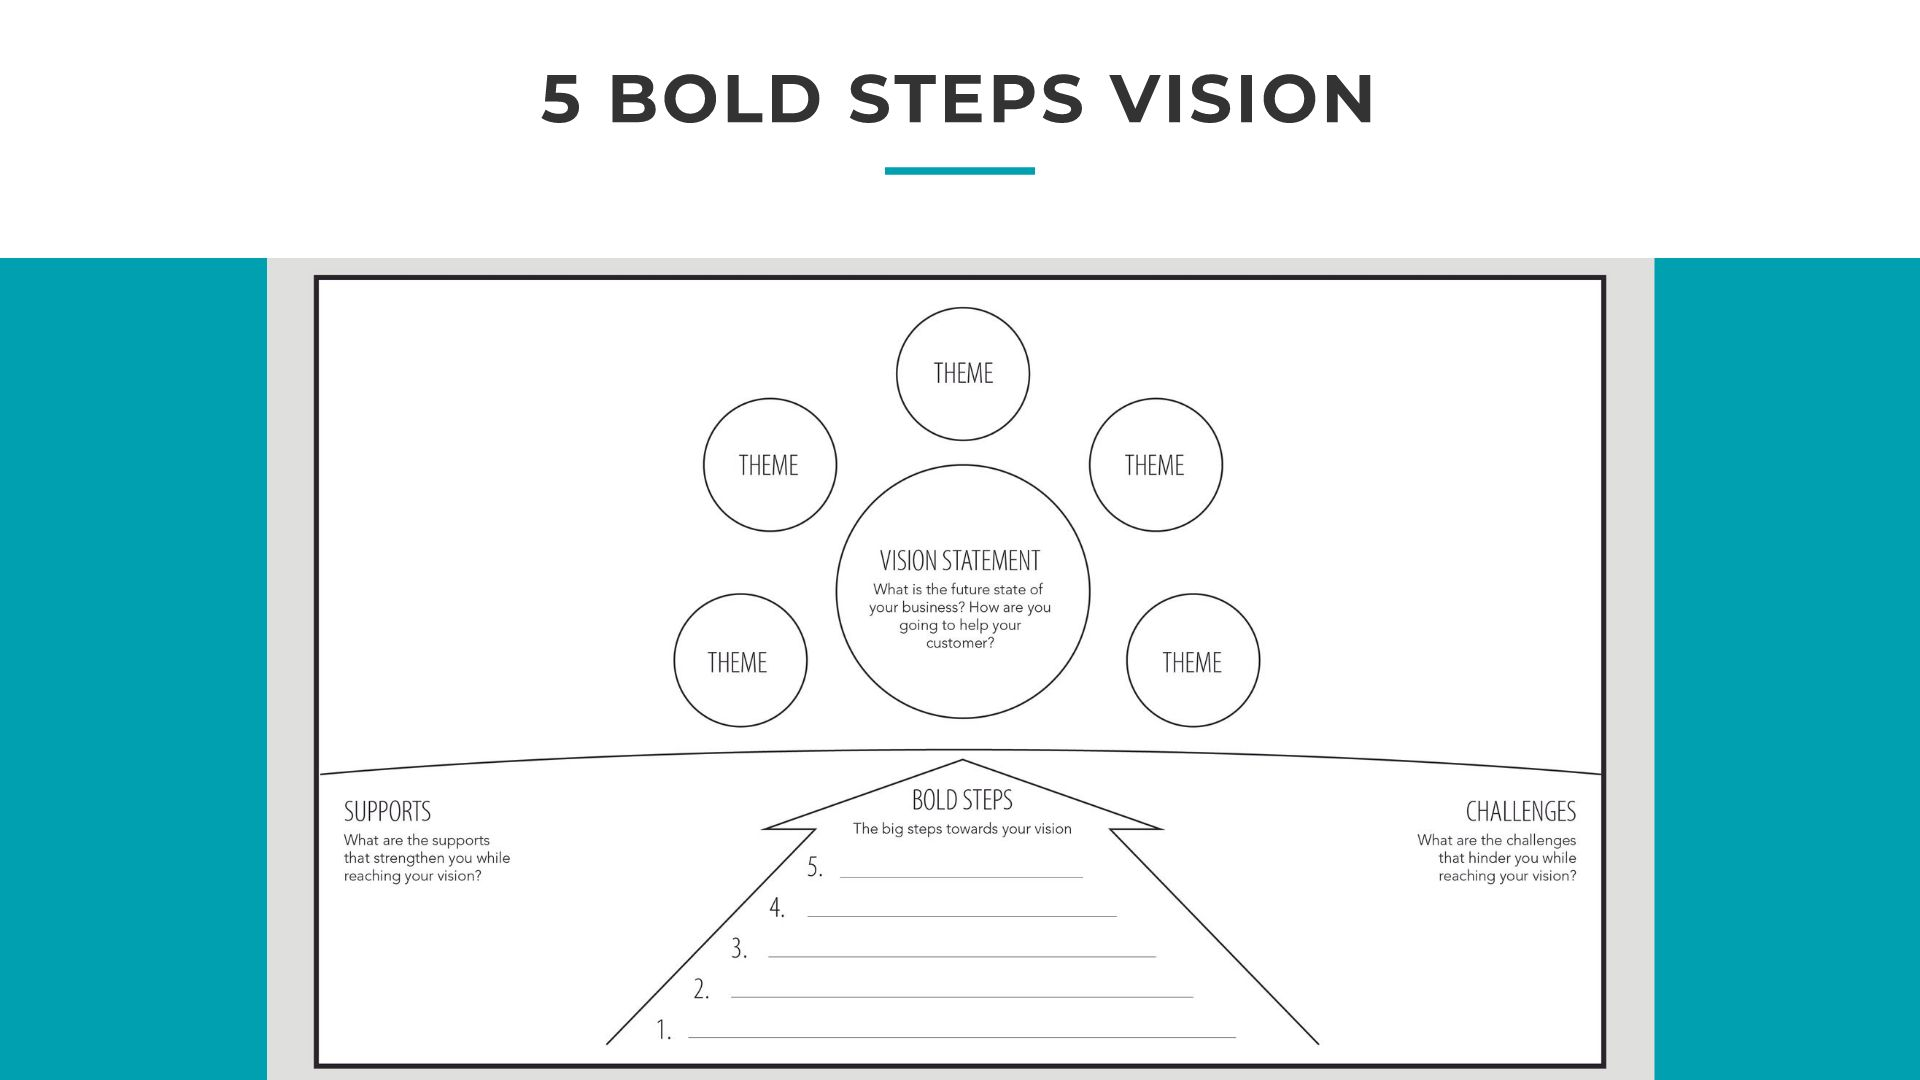 5 BOLD STEPS VISION
THEME
THEME
THEME
VISION STATEMENT
What is the future state of
your business? How are you
going to help your
customer?
THEME
THEME
SUPPORTS
What are the supports
that strengthen you while
reaching your vision?
BOLD STEPS
The big steps towards your vision
5.
4.
3.
2.
1.
CHALLENGES
What are the challenges
that hinder you while
reaching your vision?